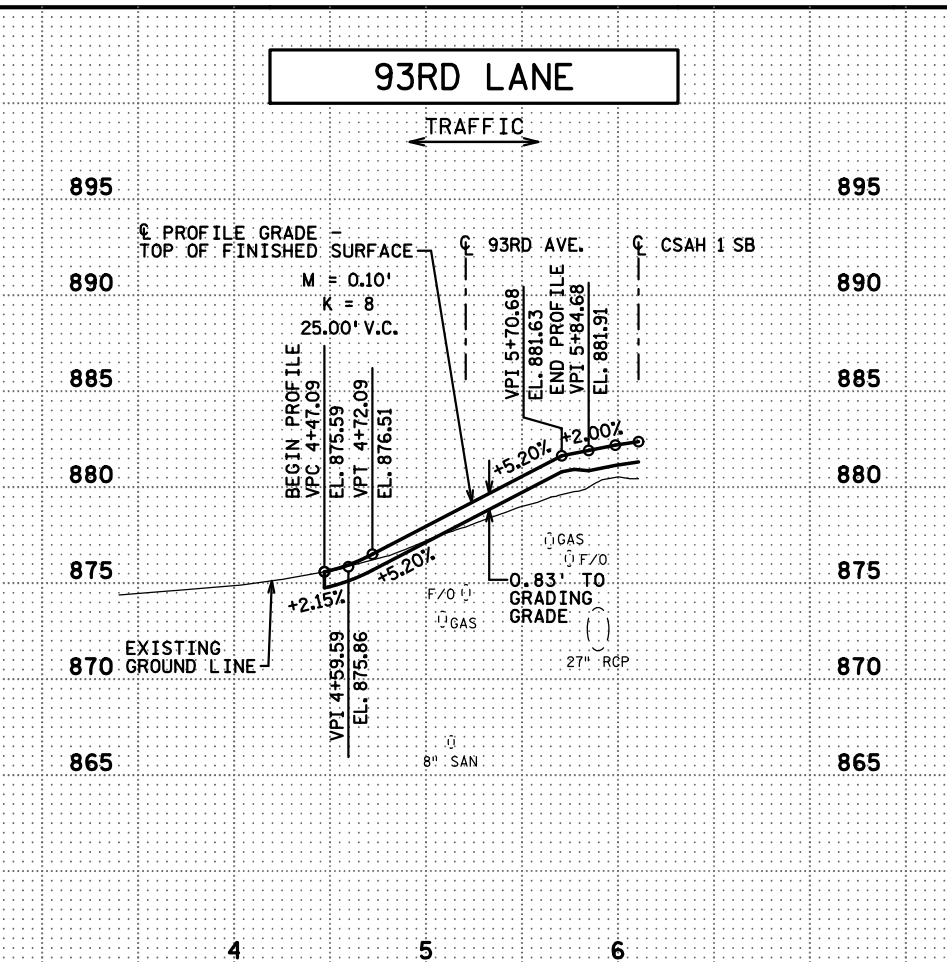 93RD LANE
TRAFFIC
895
895
℄ PROFILE GRADE -
TOP OF FINISHED SURFACE
℄ 93RD AVE.
℄ CSAH 1 SB
M = 0.10'
K = 8
25.00' V.C.
890
890
BEGIN PROFILE
VPC 4+47.09
EL. 875.59
VPT 4+72.09
EL. 876.51
VPI 5+70.68
EL. 881.63
END PROFILE
VPI 5+84.68
EL. 881.91
885
885
+5.20%
+2.00%
880
880
GAS
F/O
875
875
+2.15%
+5.20%
F/O
GAS
0.83' TO
GRADING
GRADE
EXISTING
GROUND LINE
VPI 4+59.59
EL. 875.86
27" RCP
870
870
8" SAN
865
865
4
5
6